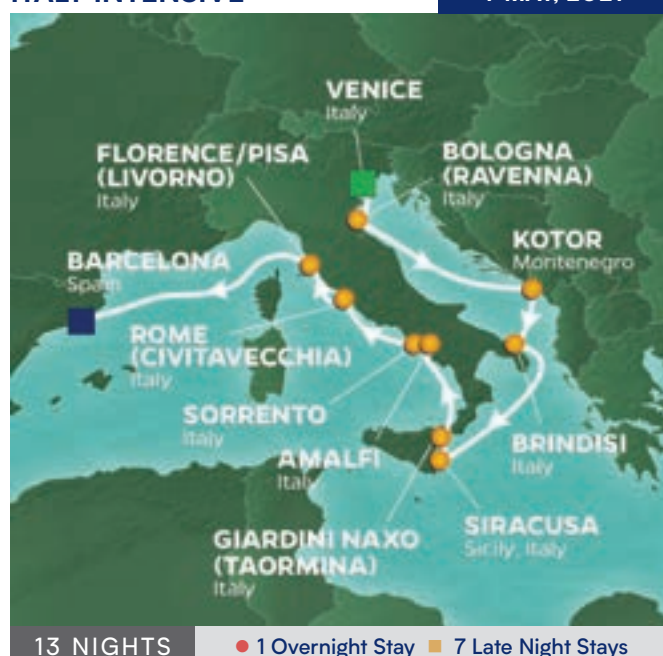 VENICE
Italy
FLORENCE/PISA
(LIVORNO)
Italy
BOLOGNA
(RAVENNA)
Italy
KOTOR
Montenegro
BARCELONA
Spain
ROME
(CIVITAVECCHIA)
Italy
SORRENTO
Italy
AMALFI
Italy
BRINDISI
Italy
SIRACUSA
Sicily, Italy
GIARDINI NAXO
(TAORMINA)
Italy
13 NIGHTS
1 Overnight Stay 7 Late Night Stays